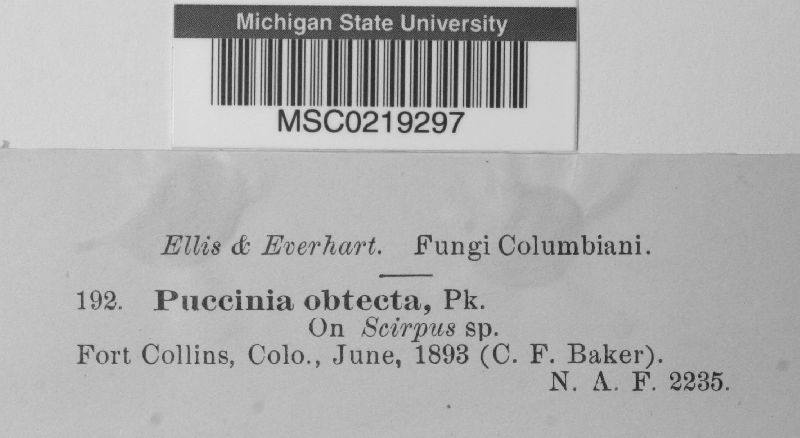 Michigan State University
MSC0219297
Ellis & Everhart. Fungi Columbiani.
192. Puccinia obtecta, Pk.
On Scirpus sp.
Fort Collins, Colo., June, 1893 (C. F. Baker).
N. A. F. 2235.